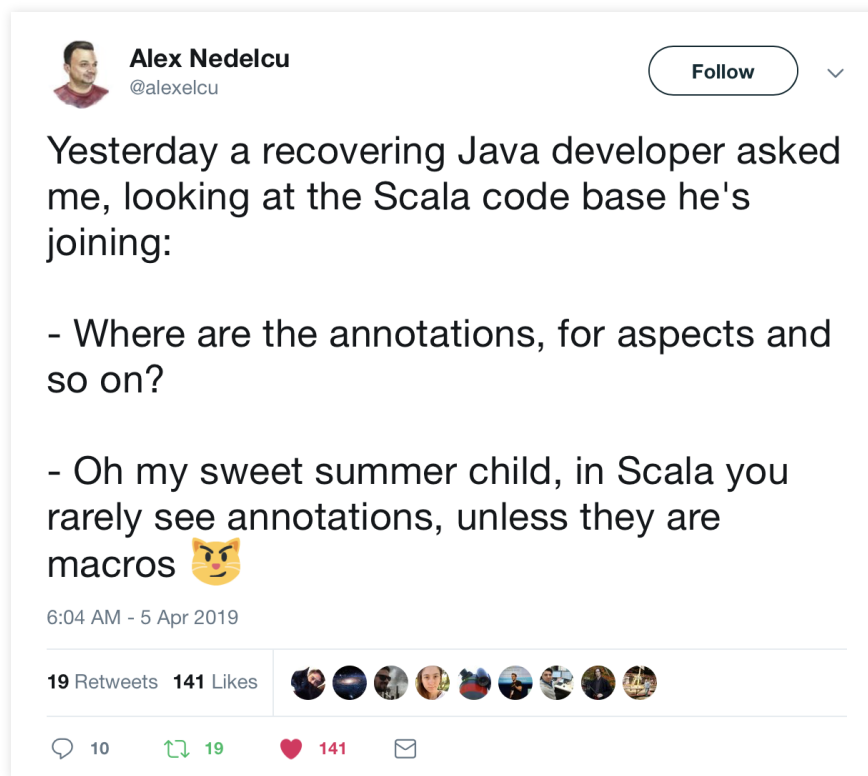 Alex Nedelcu
@alexelcu
Follow
Yesterday a recovering Java developer asked
me, looking at the Scala code base he's
joining:
- Where are the annotations, for aspects and
so on?
- Oh my sweet summer child, in Scala you
rarely see annotations, unless they are
macros 😼
6:04 AM - 5 Apr 2019
19 Retweets 141 Likes
10 19 141